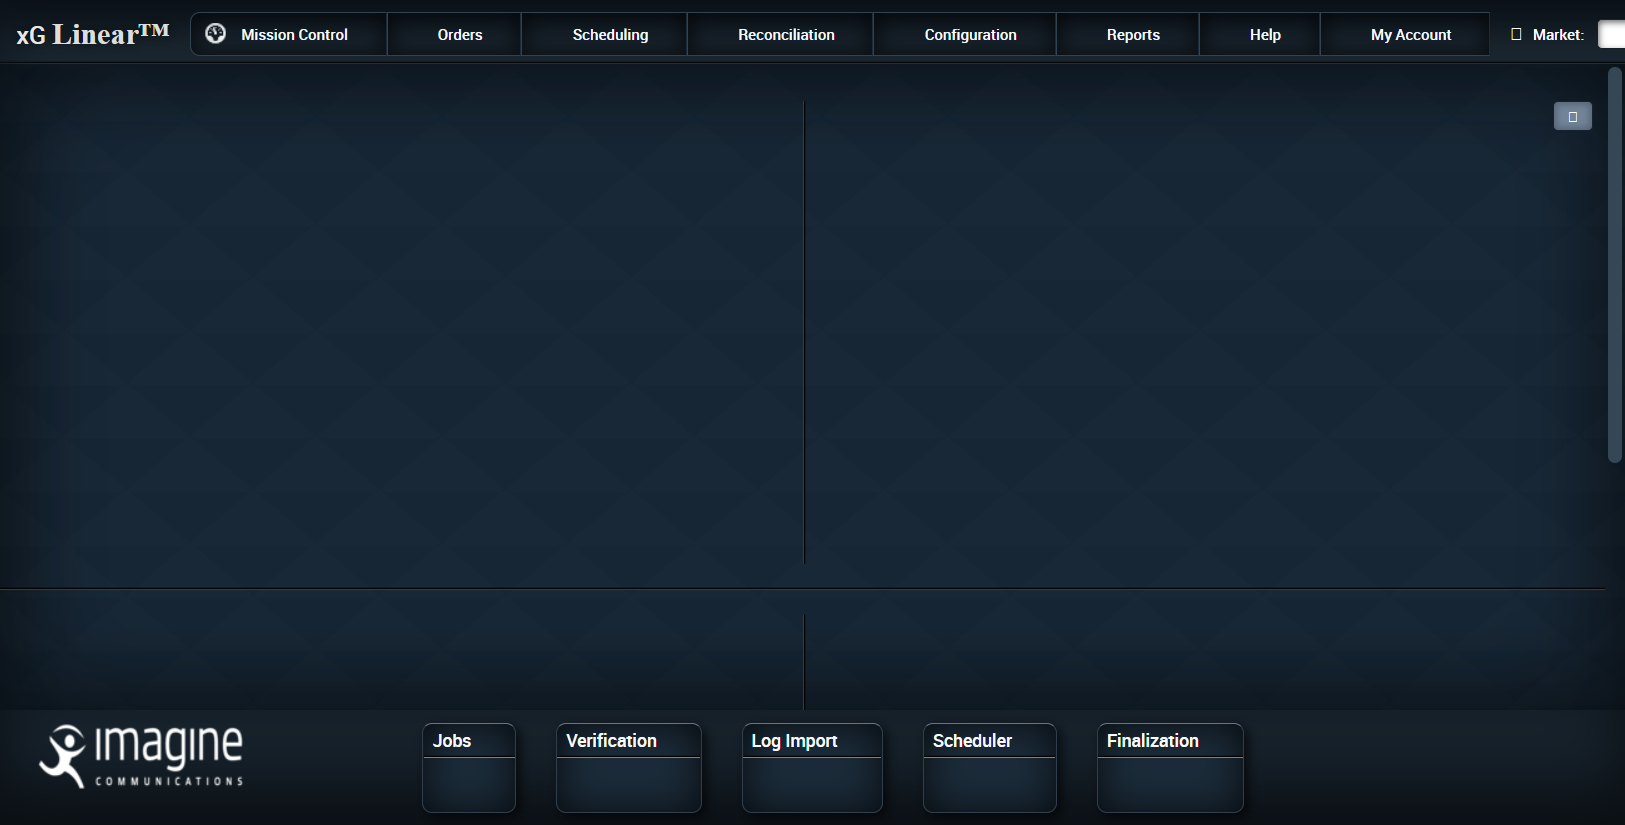 xG Linear™
Mission Control
Orders
Scheduling
Reconciliation
Configuration
Reports
Help
My Account
Market:
imagine
COMMUNICATIONS
Jobs
Verification
Log Import
Scheduler
Finalization